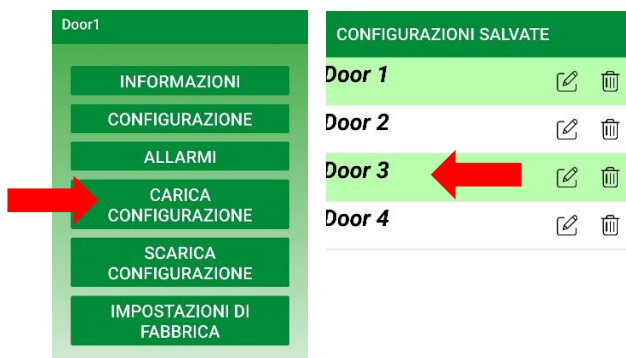 Door1
INFORMAZIONI
CONFIGURAZIONE
ALLARMI
CARICA
CONFIGURAZIONE
SCARICA
CONFIGURAZIONE
IMPOSTAZIONI DI
FABBRICA
CONFIGURAZIONI SALVATE
Door 1
Door 2
Door 3
Door 4